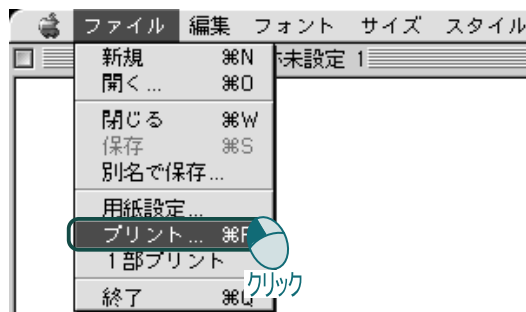 ファイル 編集 フォント サイズ スタイル
未設定 1
新規 ⌘N
開く... ⌘O
閉じる ⌘W
保存 ⌘S
別名で保存...
用紙設定...
プリント... ⌘P
1部プリント
クリック
終了 ⌘Q